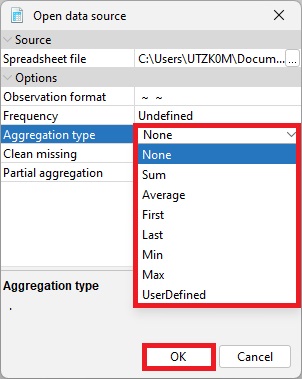 Open data source
Source
Spreadsheet file C:\Users\UTZK0M\Docum... ...
Options
Observation format ~ ~
Frequency Undefined
Aggregation type None
Clean missing None
Partial aggregation Sum
Average
First
Last
Min
Max
UserDefined
Aggregation type
.
OK Cancel